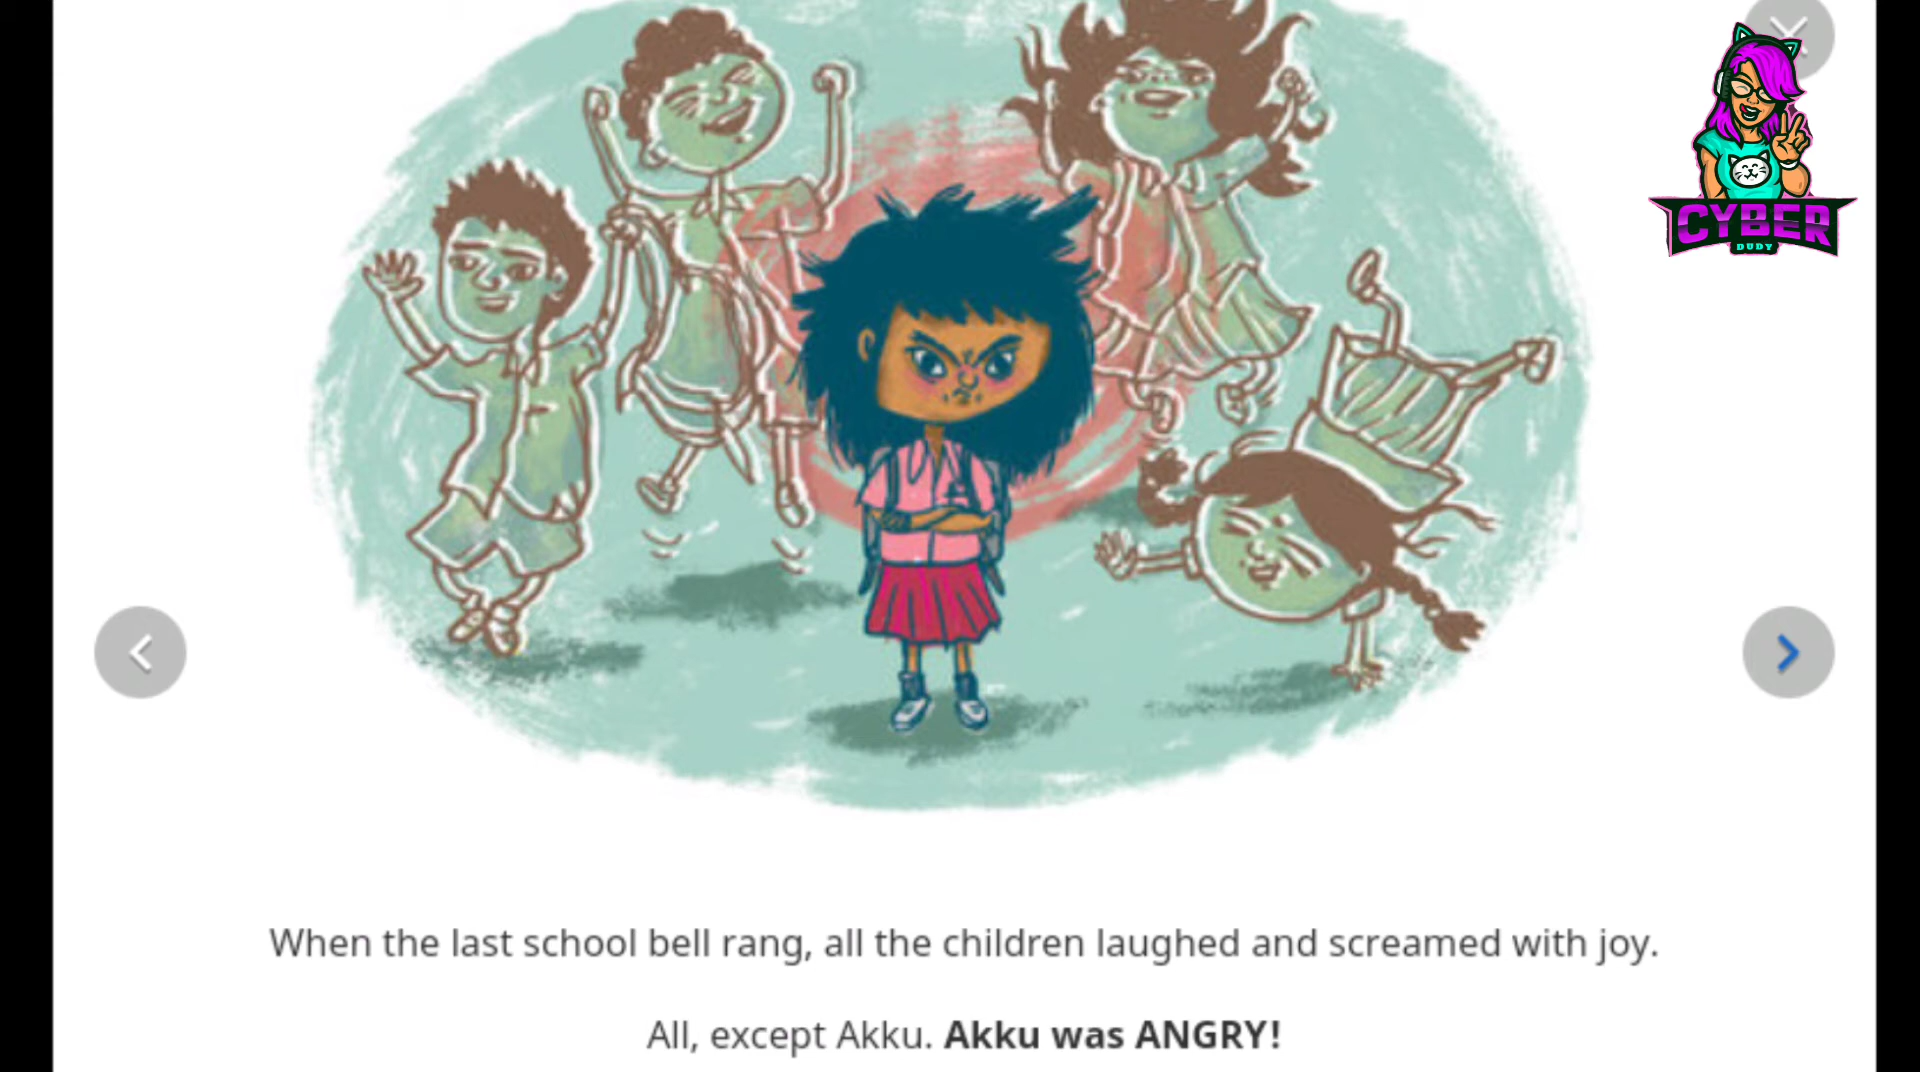 CYBER
DUDY
When the last school bell rang, all the children laughed and screamed with joy.
All, except Akku. Akku was ANGRY!